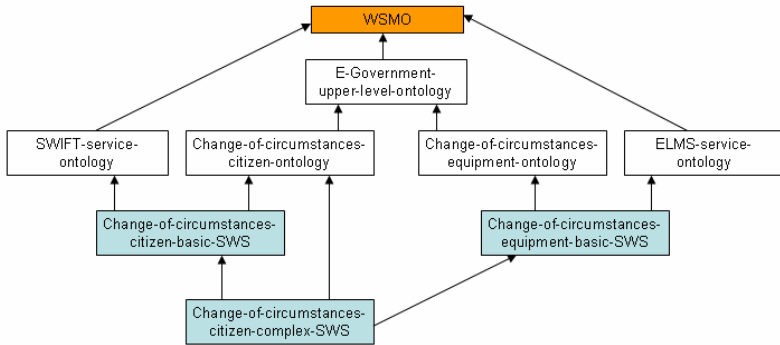 WSMO
E-Government-
upper-level-ontology
SWIFT-service-
ontology
Change-of-circumstances-
citizen-ontology
Change-of-circumstances-
equipment-ontology
ELMS-service-
ontology
Change-of-circumstances-
citizen-basic-SWS
Change-of-circumstances-
equipment-basic-SWS
Change-of-circumstances-
citizen-complex-SWS